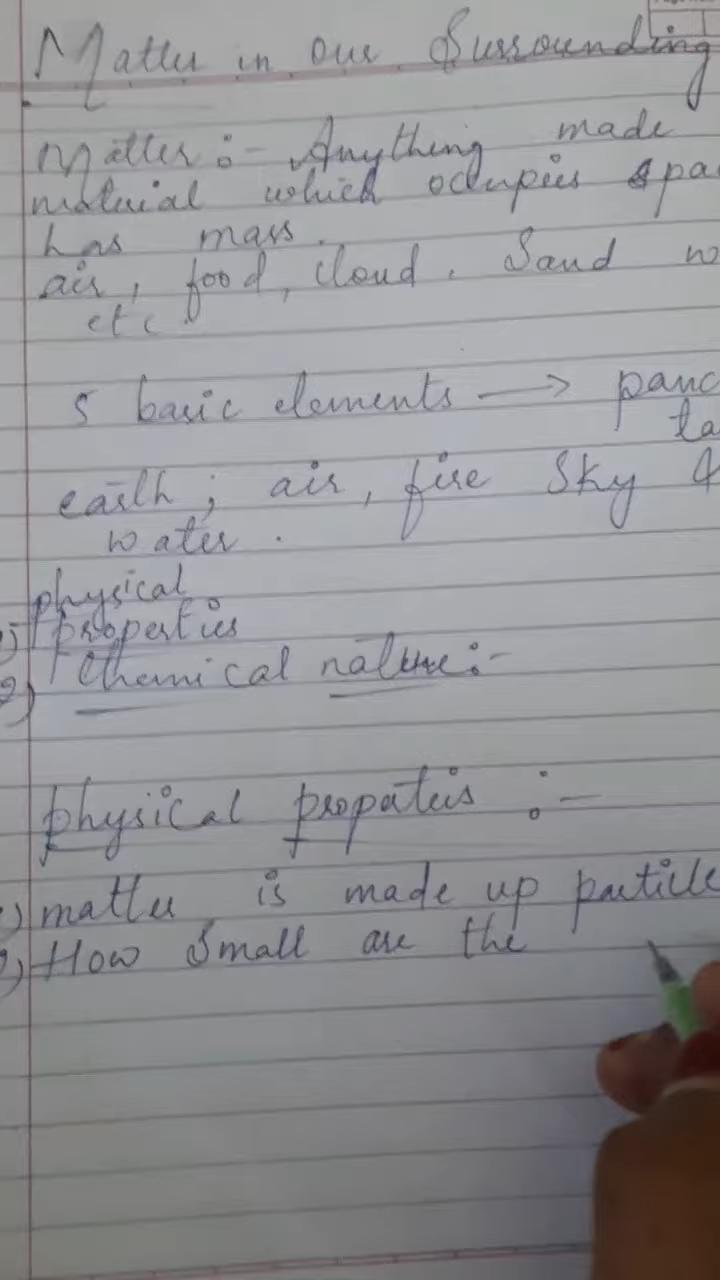 Matter in our Surrounding
Matter :- Anything made
material which occupies spa
has mass.
air, food, cloud, Sand w
etc
5 basic elements → panc
ta
earth; air, fire Sky &
water.
physical
1) properties
2) Chemical nature:-
physical propaties :-
1) matter is made up particle
2) How Small are the